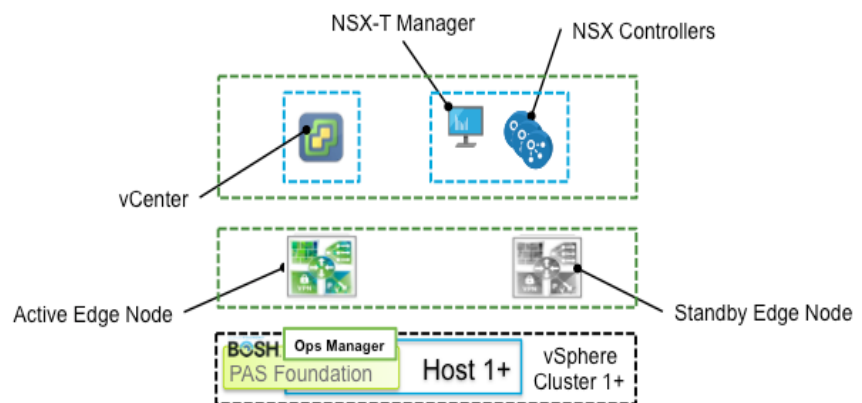 NSX-T Manager
NSX Controllers
vCenter
Active Edge Node
Standby Edge Node
BOSH
Ops Manager
PAS Foundation
Host 1+
vSphere
Cluster 1+